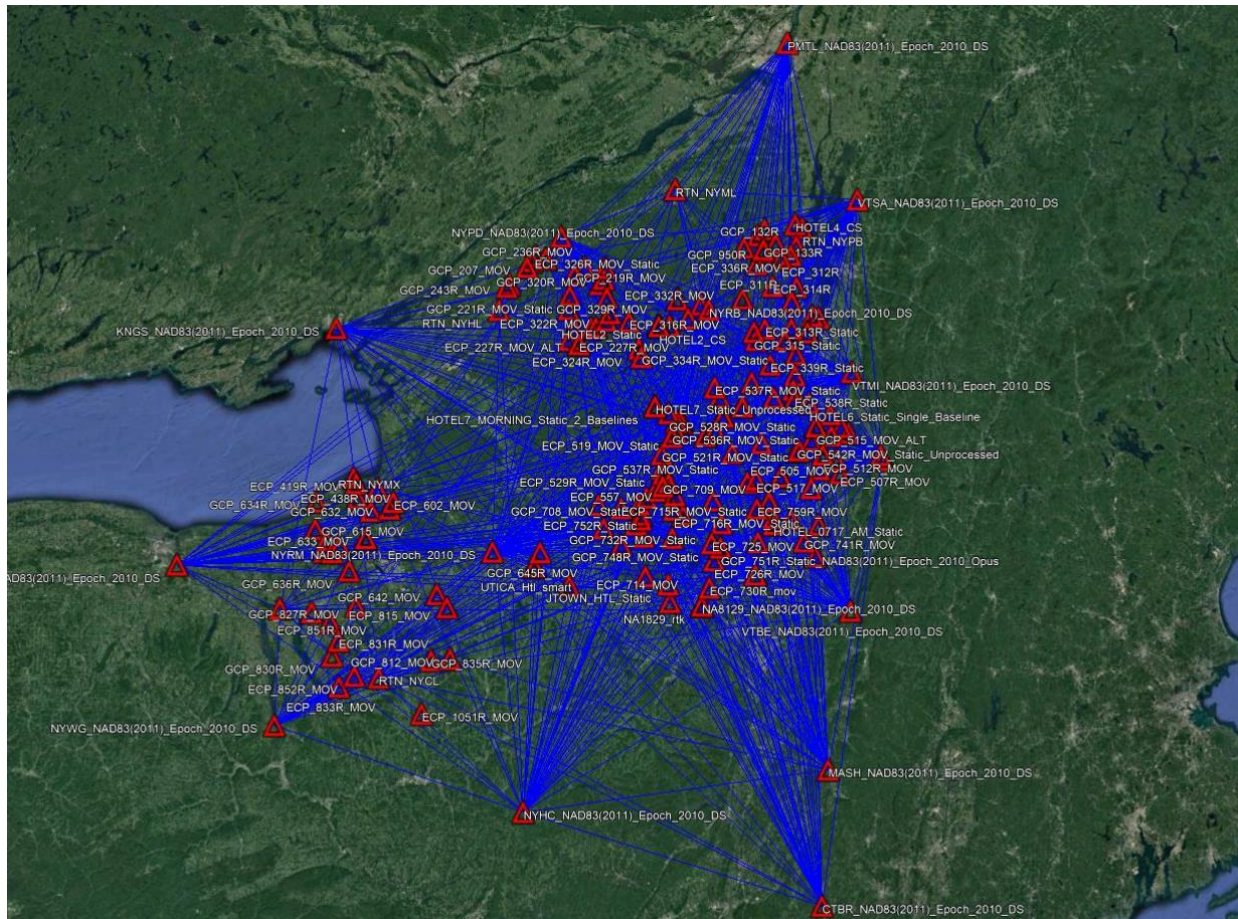 PMTL_NAD83(2011)_Epoch_2010_DS
RTN_NYML
VTSA_NAD83(2011)_Epoch_2010_DS
HOTEL4_CS
GCP_132R
NYPD_NAD83(2011)_Epoch_2010_DS
RTN_NYPB
GCP_236R_MOV
GCP_950R
GCP_133R
ECP_326R_MOV_Static
ECP_336R_MOV
ECP_312R
GCP_207_MOV
GCP_219R_MOV
GCP_320R_MOV
GCP_243R_MOV
ECP_311R
ECP_314R
ECP_332R_MOV
GCP_221R_MOV_Static
GCP_329R_MOV
NYRB_NAD83(2011)_Epoch_2010_DS
RTN_NYHL
ECP_322R_MOV
ECP_316R_MOV
KNGS_NAD83(2011)_Epoch_2010_DS
HOTEL2_Static
ECP_313R_Static
HOTEL2_CS
GCP_315_Static
ECP_227R_MOV_ALT
ECP_227R_MOV
ECP_324R_MOV
GCP_334R_MOV_Static
ECP_339R_Static
VTMI_NAD83(2011)_Epoch_2010_DS
ECP_537R_MOV_Static
ECP_538R_Static
HOTEL7_Static_Unprocessed
HOTEL6_Static_Single_Baseline
HOTEL7_MORNING_Static_2_Baselines
GCP_528R_MOV_Static
GCP_536R_MOV_Static
GCP_515_MOV_ALT
ECP_519_MOV_Static
GCP_521R_MOV_Static
GCP_542R_MOV_Static_Unprocessed
GCP_537R_MOV_Static
ECP_505_MOV
GCP_512R_MOV
ECP_529R_MOV_Static
ECP_507R_MOV
ECP_419R_MOV
RTN_NYMX
GCP_709_MOV
ECP_517_MOV
ECP_557_MOV
ECP_438R_MOV
GCP_634R_MOV
ECP_602_MOV
GCP_632_MOV
GCP_708_MOV_Static
ECP_715R_MOV_Static
ECP_759R_MOV
ECP_716R_MOV_Static
GCP_615_MOV
ECP_752R_Static
HOTEL_0717_AM_Static
ECP_633_MOV
GCP_732R_MOV_Static
ECP_725_MOV
GCP_741R_MOV
NYRM_NAD83(2011)_Epoch_2010_DS
GCP_748R_MOV_Static
GCP_751R_Static
_NAD83(2011)_Epoch_2010_Opus
AD83(2011)_Epoch_2010_DS
GCP_645R_MOV
ECP_726R_MOV
GCP_636R_MOV
UTICA_Htl_smart
ECP_714_MOV
ECP_730R_mov
GCP_642_MOV
JTOWN_HTL_Static
NA8129_NAD83(2011)_Epoch_2010_DS
GCP_827R_MOV
ECP_815_MOV
NA1829_rtk
ECP_851R_MOV
VTBE_NAD83(2011)_Epoch_2010_DS
ECP_831R_MOV
GCP_812_MOV
GCP_835R_MOV
GCP_830R_MOV
RTN_NYCL
ECP_852R_MOV
ECP_833R_MOV
ECP_1051R_MOV
NYWG_NAD83(2011)_Epoch_2010_DS
MASH_NAD83(2011)_Epoch_2010_DS
NYHC_NAD83(2011)_Epoch_2010_DS
CTBR_NAD83(2011)_Epoch_2010_DS